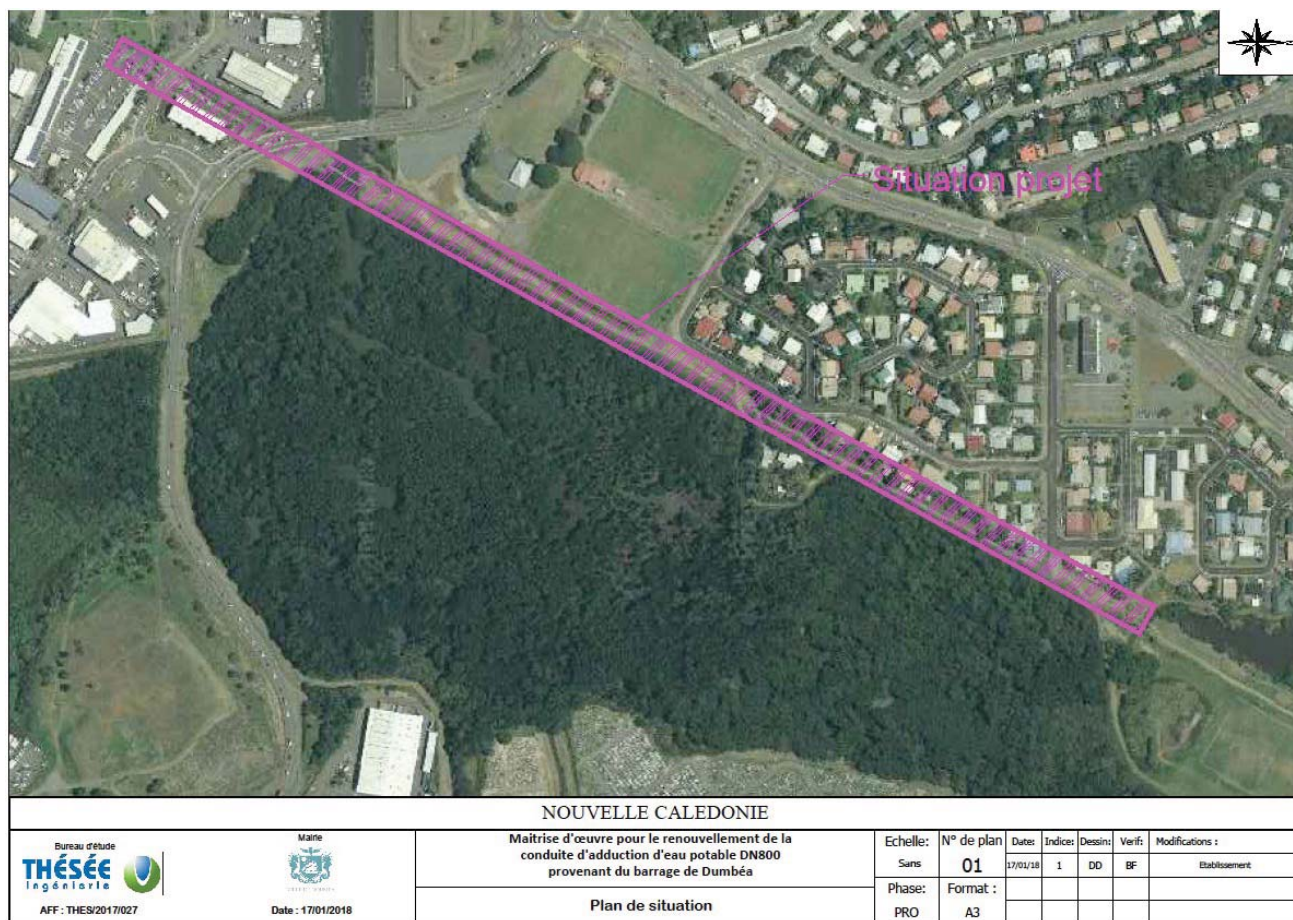 Situation projet
NOUVELLE CALEDONIE
Bureau d'étude
THÉSÉE
Ingénierie
AFF : THES/2017/027
Mairie
Date : 17/01/2018
Maitrise d'œuvre pour le renouvellement de la
conduite d'adduction d'eau potable DN800
provenant du barrage de Dumbéa
Plan de situation
Echelle:
Sans
N° de plan
01
Phase:
PRO
Format :
A3
Date: Indice: Dessin: Verif: Modifications :
17/01/18 1 DD BF Etablissement